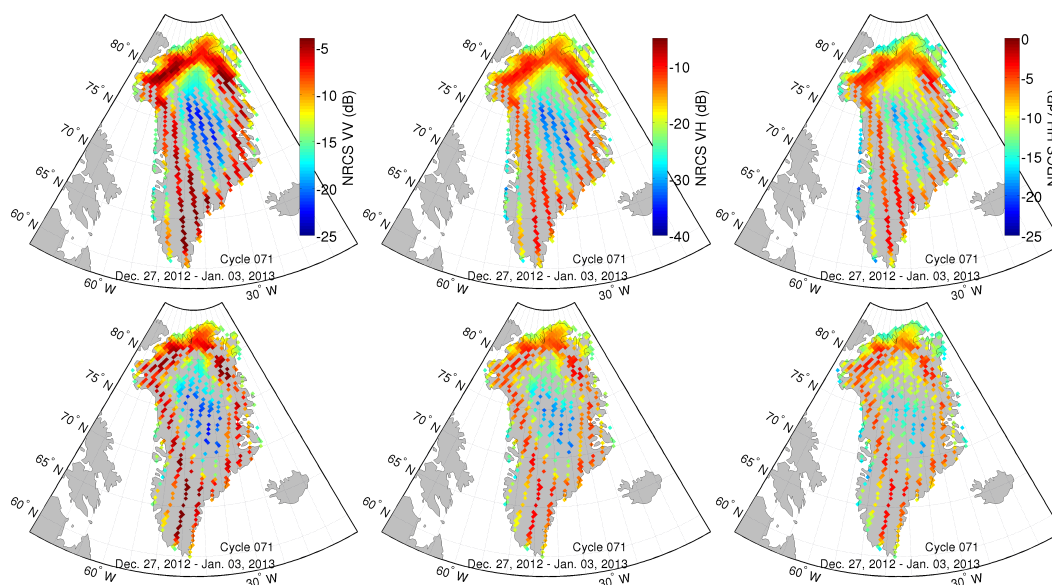 80° N
75° N
70° N
65° N
60° N
60° W
30° W
Cycle 071
Dec. 27, 2012 - Jan. 03, 2013
-5
-10
-15
-20
-25
NRCS VV (dB)
80° N
75° N
70° N
65° N
60° N
60° W
30° W
Cycle 071
Dec. 27, 2012 - Jan. 03, 2013
-10
-20
-30
-40
NRCS VH (dB)
80° N
75° N
70° N
65° N
60° N
60° W
30° W
Cycle 071
Dec. 27, 2012 - Jan. 03, 2013
0
-5
-10
-15
-20
-25
NRCS (dB)
80° N
75° N
70° N
65° N
60° N
60° W
30° W
Cycle 071
Dec. 27, 2012 - Jan. 03, 2013
80° N
75° N
70° N
65° N
60° N
60° W
30° W
Cycle 071
Dec. 27, 2012 - Jan. 03, 2013
80° N
75° N
70° N
65° N
60° N
60° W
30° W
Cycle 071
Dec. 27, 2012 - Jan. 03, 2013